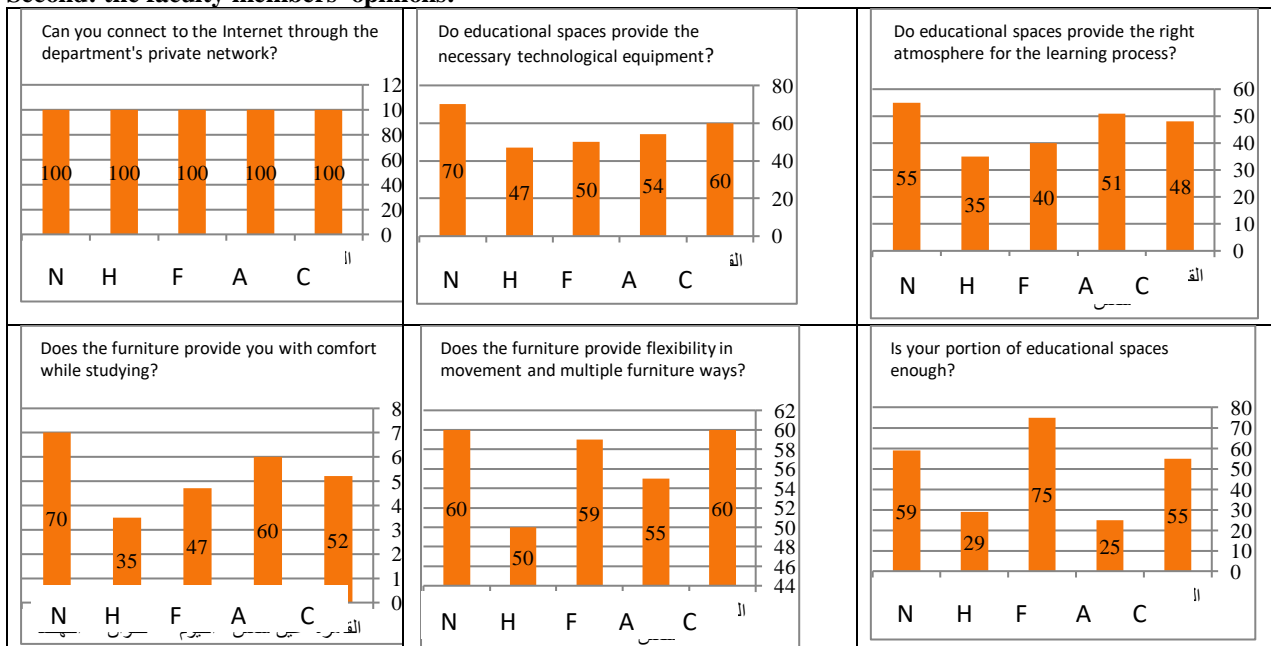 Second: the faculty members' opinions.
Can you connect to the Internet through the
department's private network?
12
10
80
60
40
20
0
100 100 100 100 100
N H F A C
Do educational spaces provide the
necessary technological equipment?
80
60
40
20
0
70 47 50 54 60
N H F A C
Do educational spaces provide the right
atmosphere for the learning process?
60
50
40
30
20
10
0
55 35 40 51 48
N H F A C
Does the furniture provide you with comfort
while studying?
8
7
6
5
4
3
2
1
0
70 35 47 60 52
N H F A C
Does the furniture provide flexibility in
movement and multiple furniture ways?
62
60
58
56
54
52
50
48
46
44
60 50 59 55 60
N H F A C
Is your portion of educational spaces
enough?
80
70
60
50
40
30
20
10
0
59 29 75 25 55
N H F A C